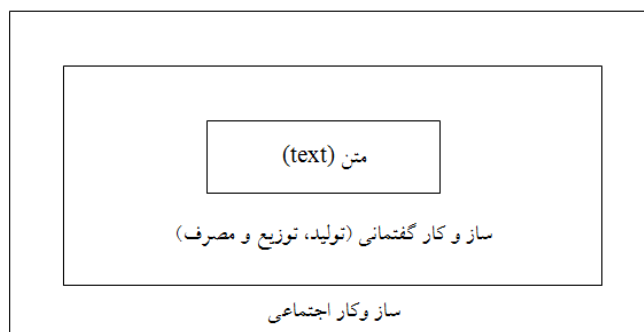 متن (text)
ساز و کار گفتمانی (تولید، توزیع و مصرف)
ساز وکار اجتماعی